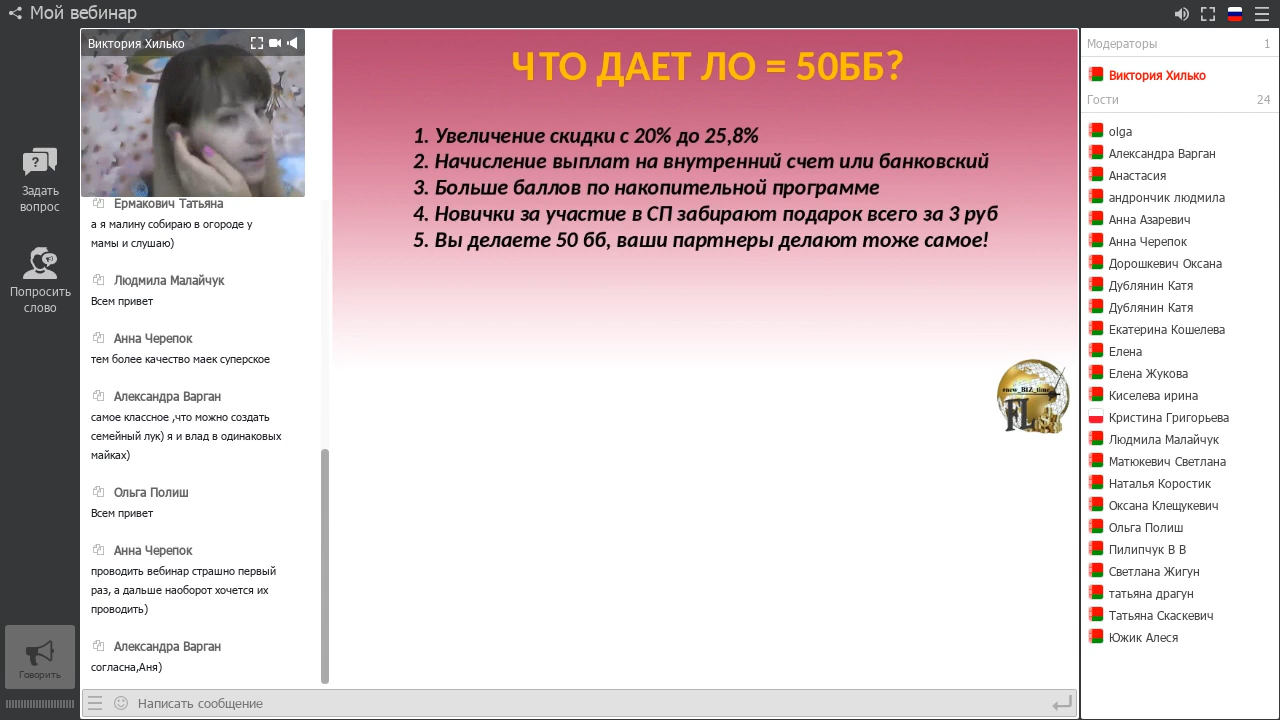 Мой вебинар
Виктория Хилько
Задать
вопрос
Попросить
слово
Говорить
Ермакович Татьяна
а я малину собираю в огороде у
мамы и слушаю)
Людмила Малайчук
Всем привет
Анна Черепок
тем более качество маек суперское
Александра Варган
самое классное ,что можно создать
семейный лук) я и влад в одинаковых
майках)
Ольга Полиш
Всем привет
Анна Черепок
проводить вебинар страшно первый
раз, а дальше наоборот хочется их
проводить)
Александра Варган
согласна,Аня)
Написать сообщение
ЧТО ДАЕТ ЛО = 50ББ?
1. Увеличение скидки с 20% до 25,8%
2. Начисление выплат на внутренний счет или банковский
3. Больше баллов по накопительной программе
4. Новички за участие в СП забирают подарок всего за 3 руб
5. Вы делаете 50 бб, ваши партнеры делают тоже самое!
#new_BIZ_time
FL
Модераторы 1
Виктория Хилько
Гости 24
olga
Александра Варган
Анастасия
андрончик людмила
Анна Азаревич
Анна Черепок
Дорошкевич Оксана
Дублянин Катя
Дублянин Катя
Екатерина Кошелева
Елена
Елена Жукова
Киселева ирина
Кристина Григорьева
Людмила Малайчук
Матюкевич Светлана
Наталья Коростик
Оксана Клещукевич
Ольга Полиш
Пилипчук В В
Светлана Жигун
татьяна драгун
Татьяна Скаскевич
Южик Алеся